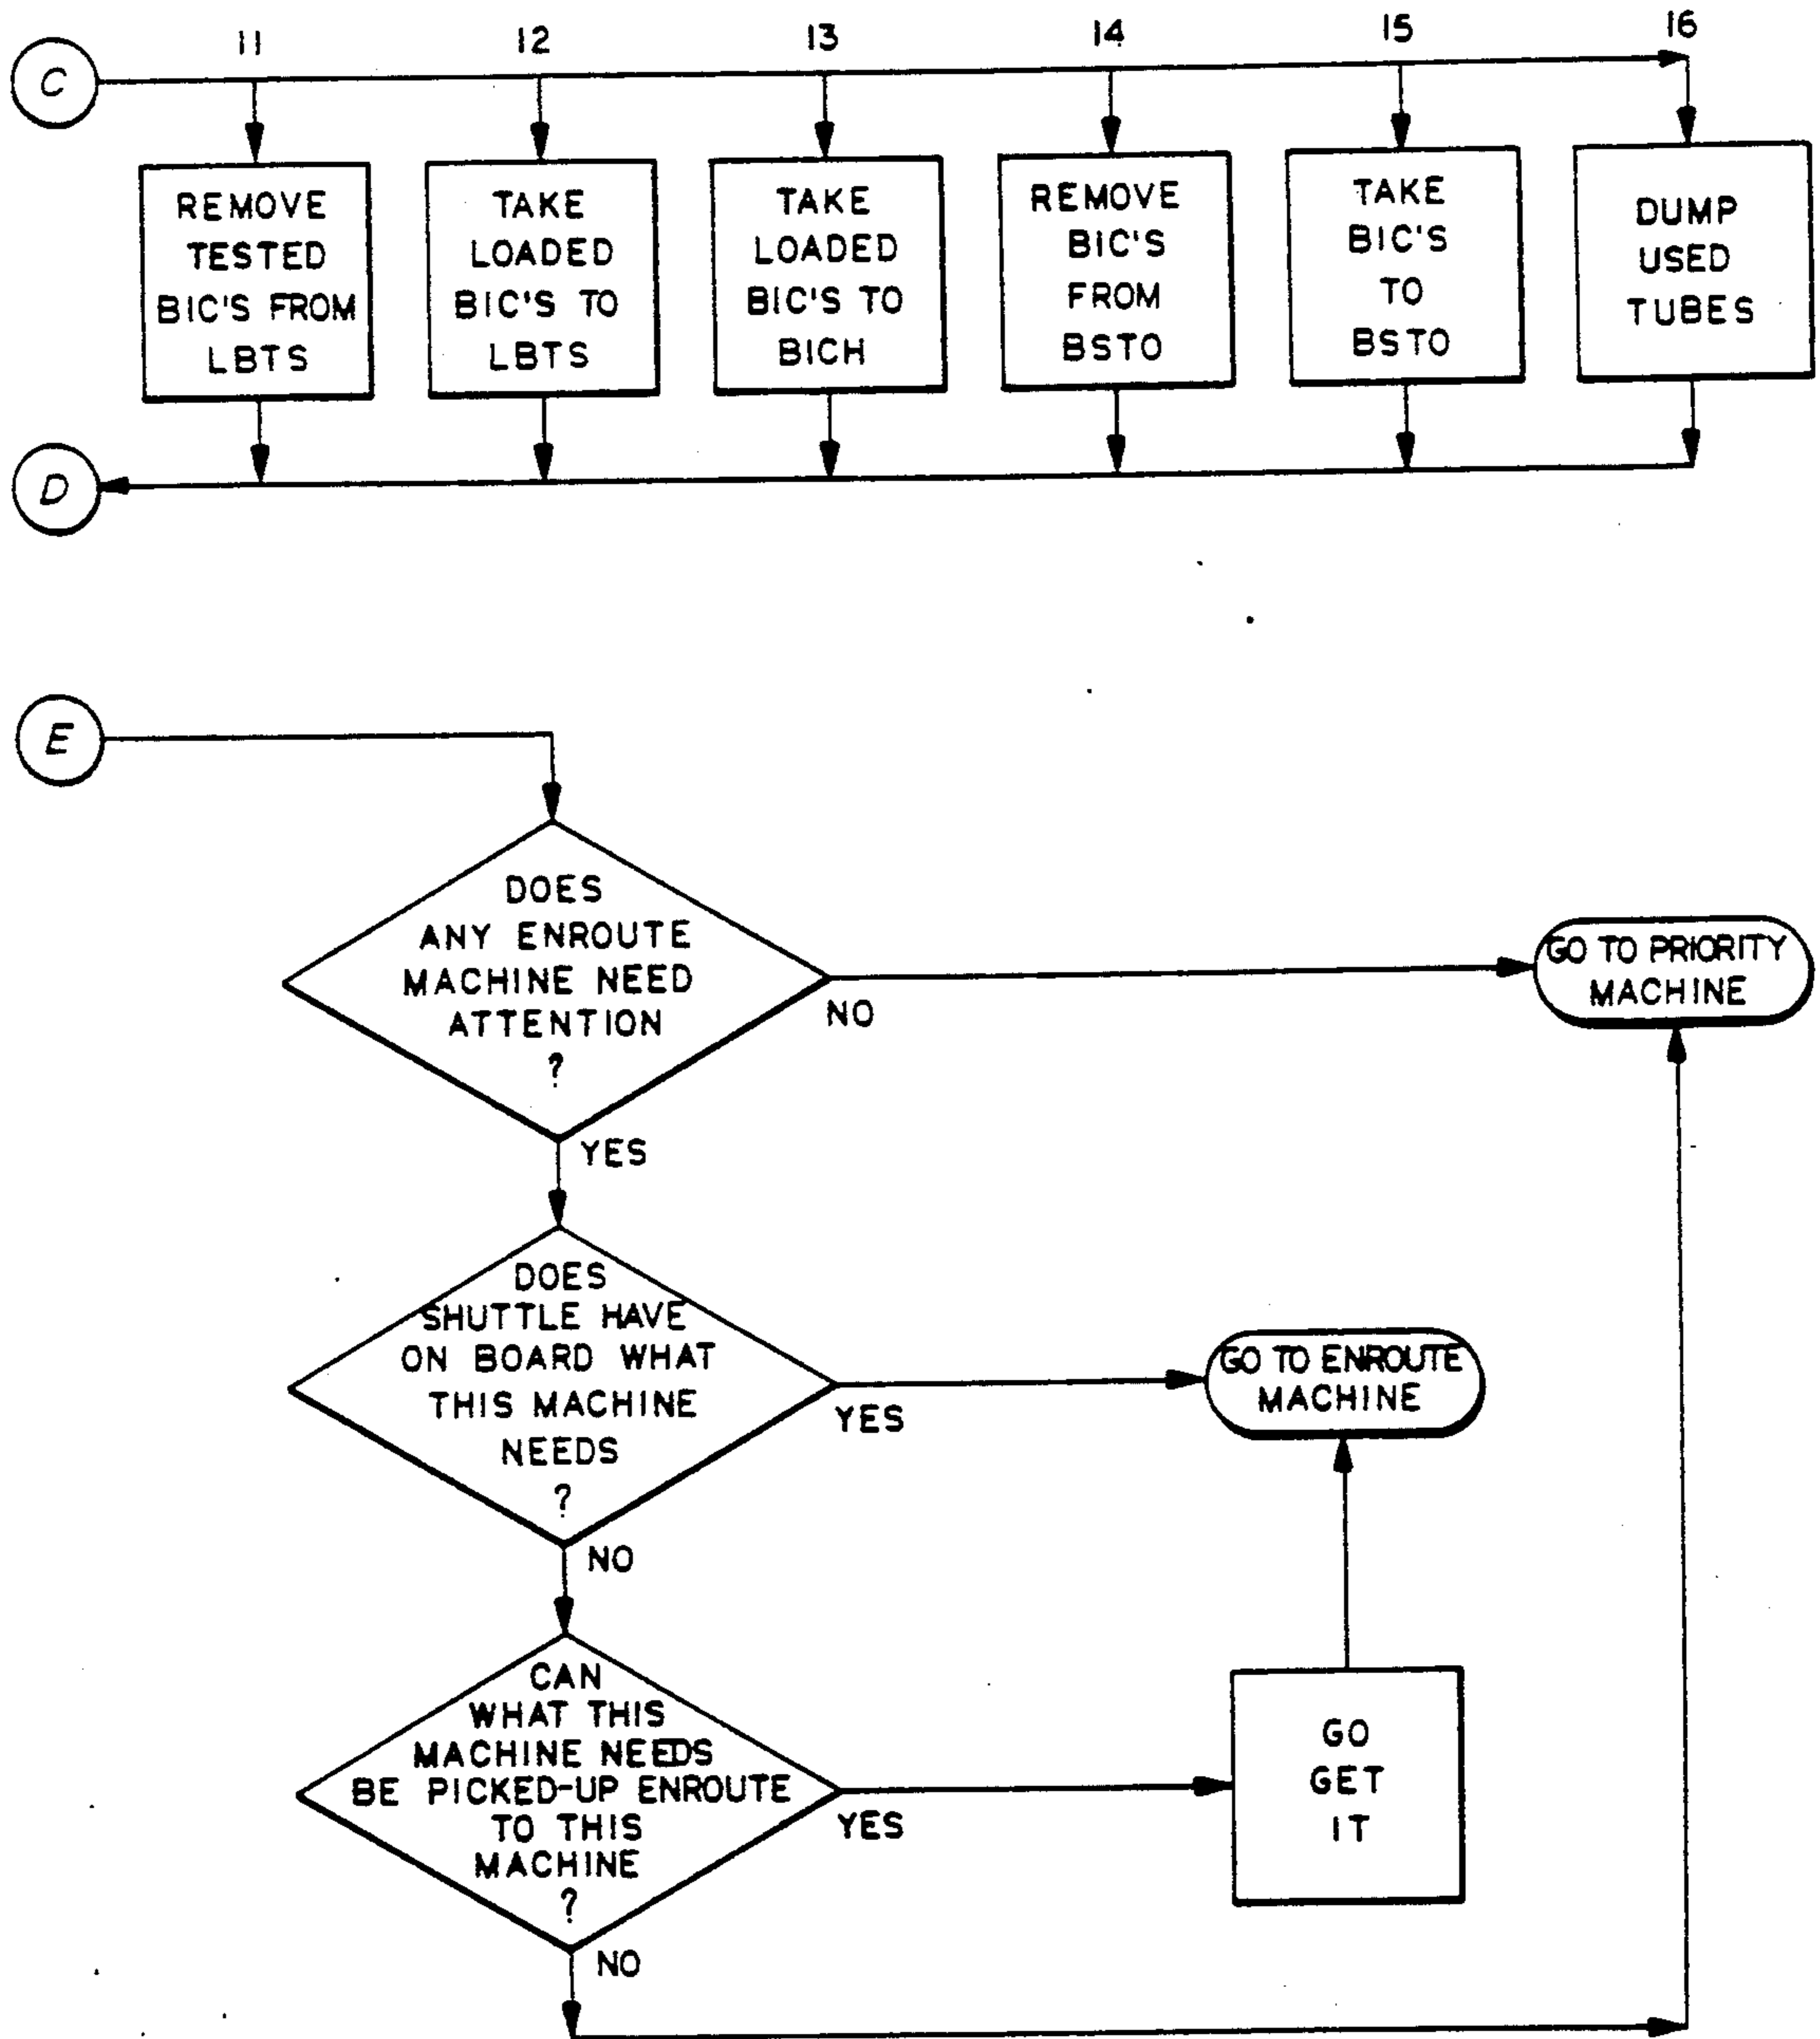 C
11
12
13
14
15
16
REMOVE
TESTED
BIC'S FROM
LBTS
TAKE
LOADED
BIC'S TO
LBTS
TAKE
LOADED
BIC'S TO
BICH
REMOVE
BIC'S
FROM
BSTO
TAKE
BIC'S
TO
BSTO
DUMP
USED
TUBES
D
E
DOES
ANY ENROUTE
MACHINE NEED
ATTENTION
?
NO
GO TO PRIORITY
MACHINE
YES
DOES
SHUTTLE HAVE
ON BOARD WHAT
THIS MACHINE
NEEDS
?
YES
GO TO ENROUTE
MACHINE
NO
CAN
WHAT THIS
MACHINE NEEDS
BE PICKED-UP ENROUTE
TO THIS
MACHINE
?
YES
GO
GET
IT
NO